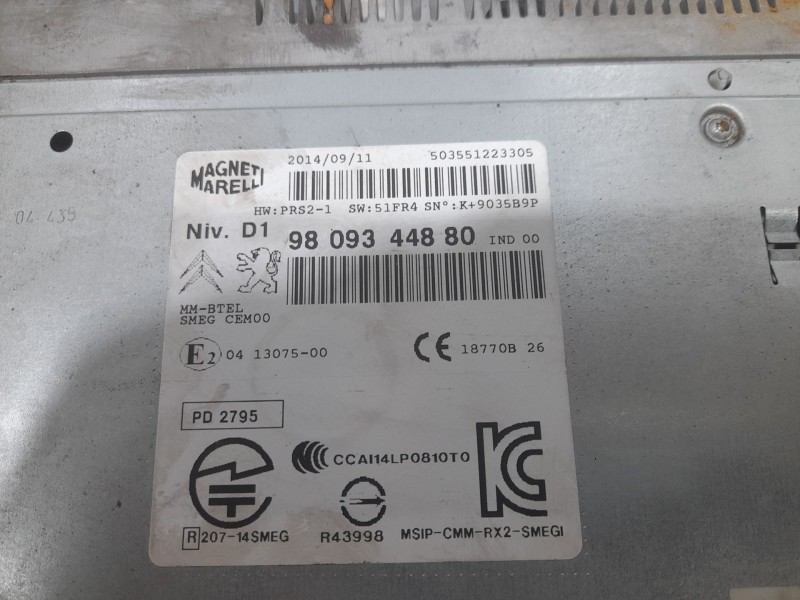 MAGNETI MARELLI
2014/09/11 503551223305
HW:PRS2-1 SW:51FR4 SN°:K+9035B9P
Niv. D1 98 093 448 80 IND 00
MM-BTEL
SMEG CEM00
E2 04 13075-00 CE 18770B 26
PD 2795
CCAI14LP0810T0
R 207-14SMEG R43998 MSIP-CMM-RX2-SMEGI
04 435